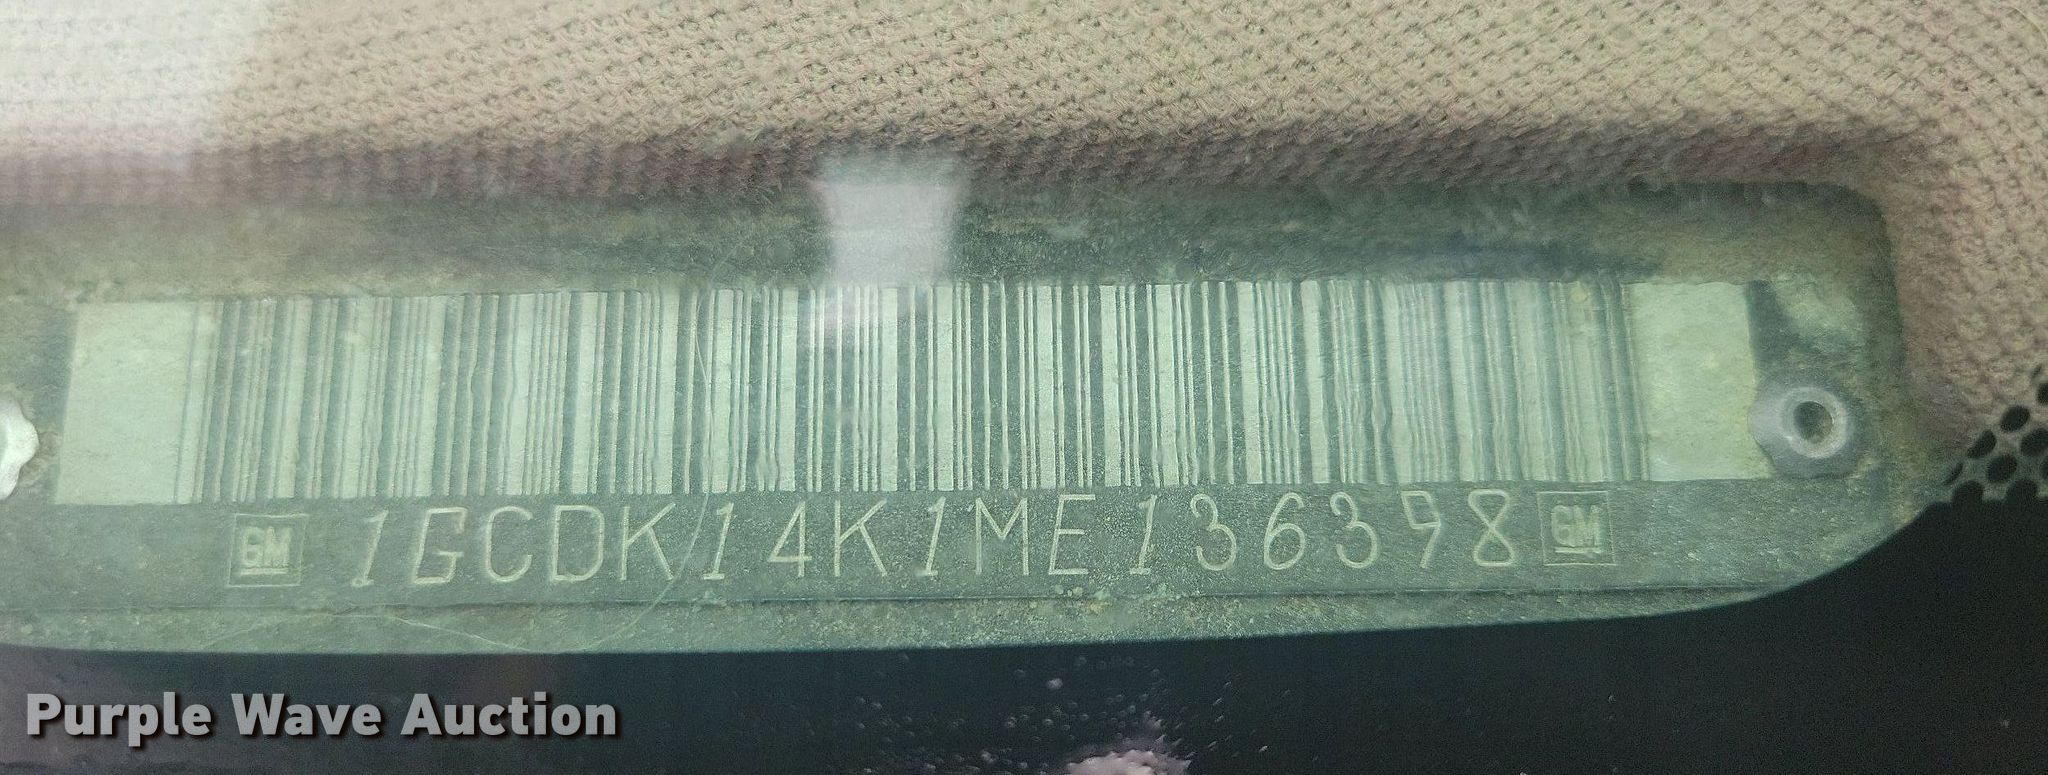 GM 1GCDK14K1ME136398 GM
Purple Wave Auction